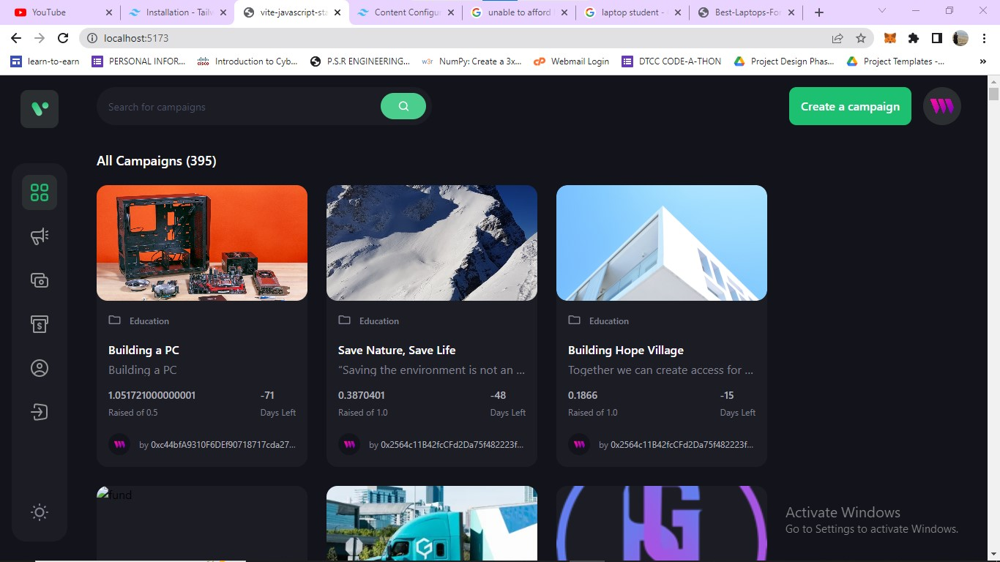 YouTube
Installation - Tailw
vite-javascript-sta
Content Configur
unable to afford
laptop student -
Best-Laptops-For
localhost:5173
learn-to-earn
PERSONAL INFOR...
Introduction to Cyb...
P.S.R ENGINEERING...
NumPy: Create a 3x...
Webmail Login
DTCC CODE-A-THON
Project Design Phas...
Project Templates -...
Search for campaigns
Create a campaign
All Campaigns (395)
Education
Building a PC
Building a PC
1.051721000000001
-71
Raised of 0.5
Days Left
by 0xc44bfA9310F6DEf90718717cda27...
Education
Save Nature, Save Life
“Saving the environment is not an ...
0.3870401
-48
Raised of 1.0
Days Left
by 0x2564c11B42fcCFd2Da75f482223f...
Education
Building Hope Village
Together we can create access for ...
0.1866
-15
Raised of 1.0
Days Left
by 0x2564c11B42fcCFd2Da75f482223f...
fund
Activate Windows
Go to Settings to activate Windows.